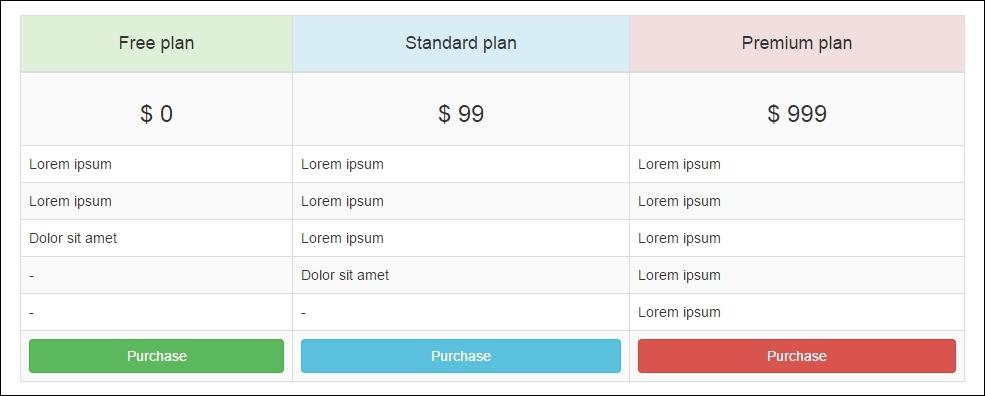 Free plan Standard plan Premium plan
$ 0 $ 99 $ 999
Lorem ipsum Lorem ipsum Lorem ipsum
Lorem ipsum Lorem ipsum Lorem ipsum
Dolor sit amet Lorem ipsum Lorem ipsum
- Dolor sit amet Lorem ipsum
- - Lorem ipsum
Purchase Purchase Purchase